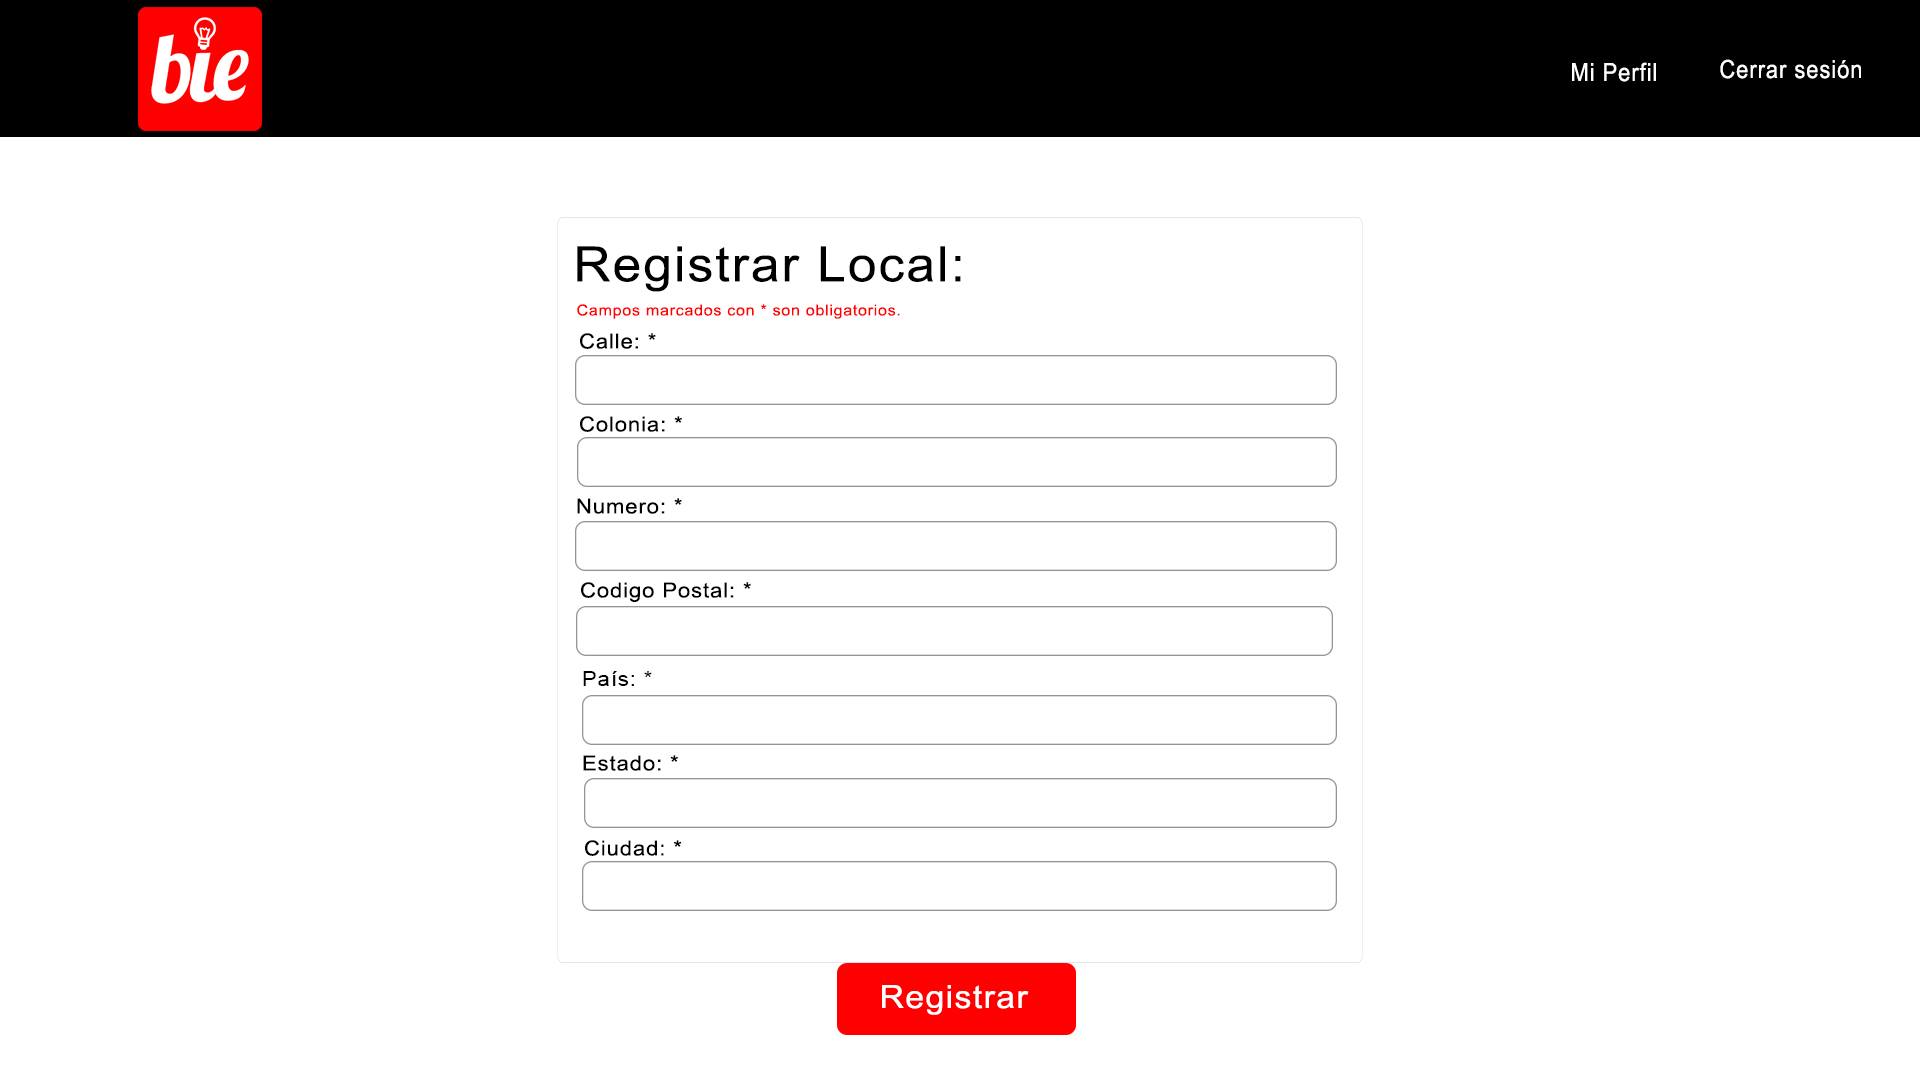 bie
Mi Perfil
Cerrar sesión
Registrar Local:
Campos marcados con * son obligatorios.
Calle: *
Colonia: *
Numero: *
Codigo Postal: *
País: *
Estado: *
Ciudad: *
Registrar